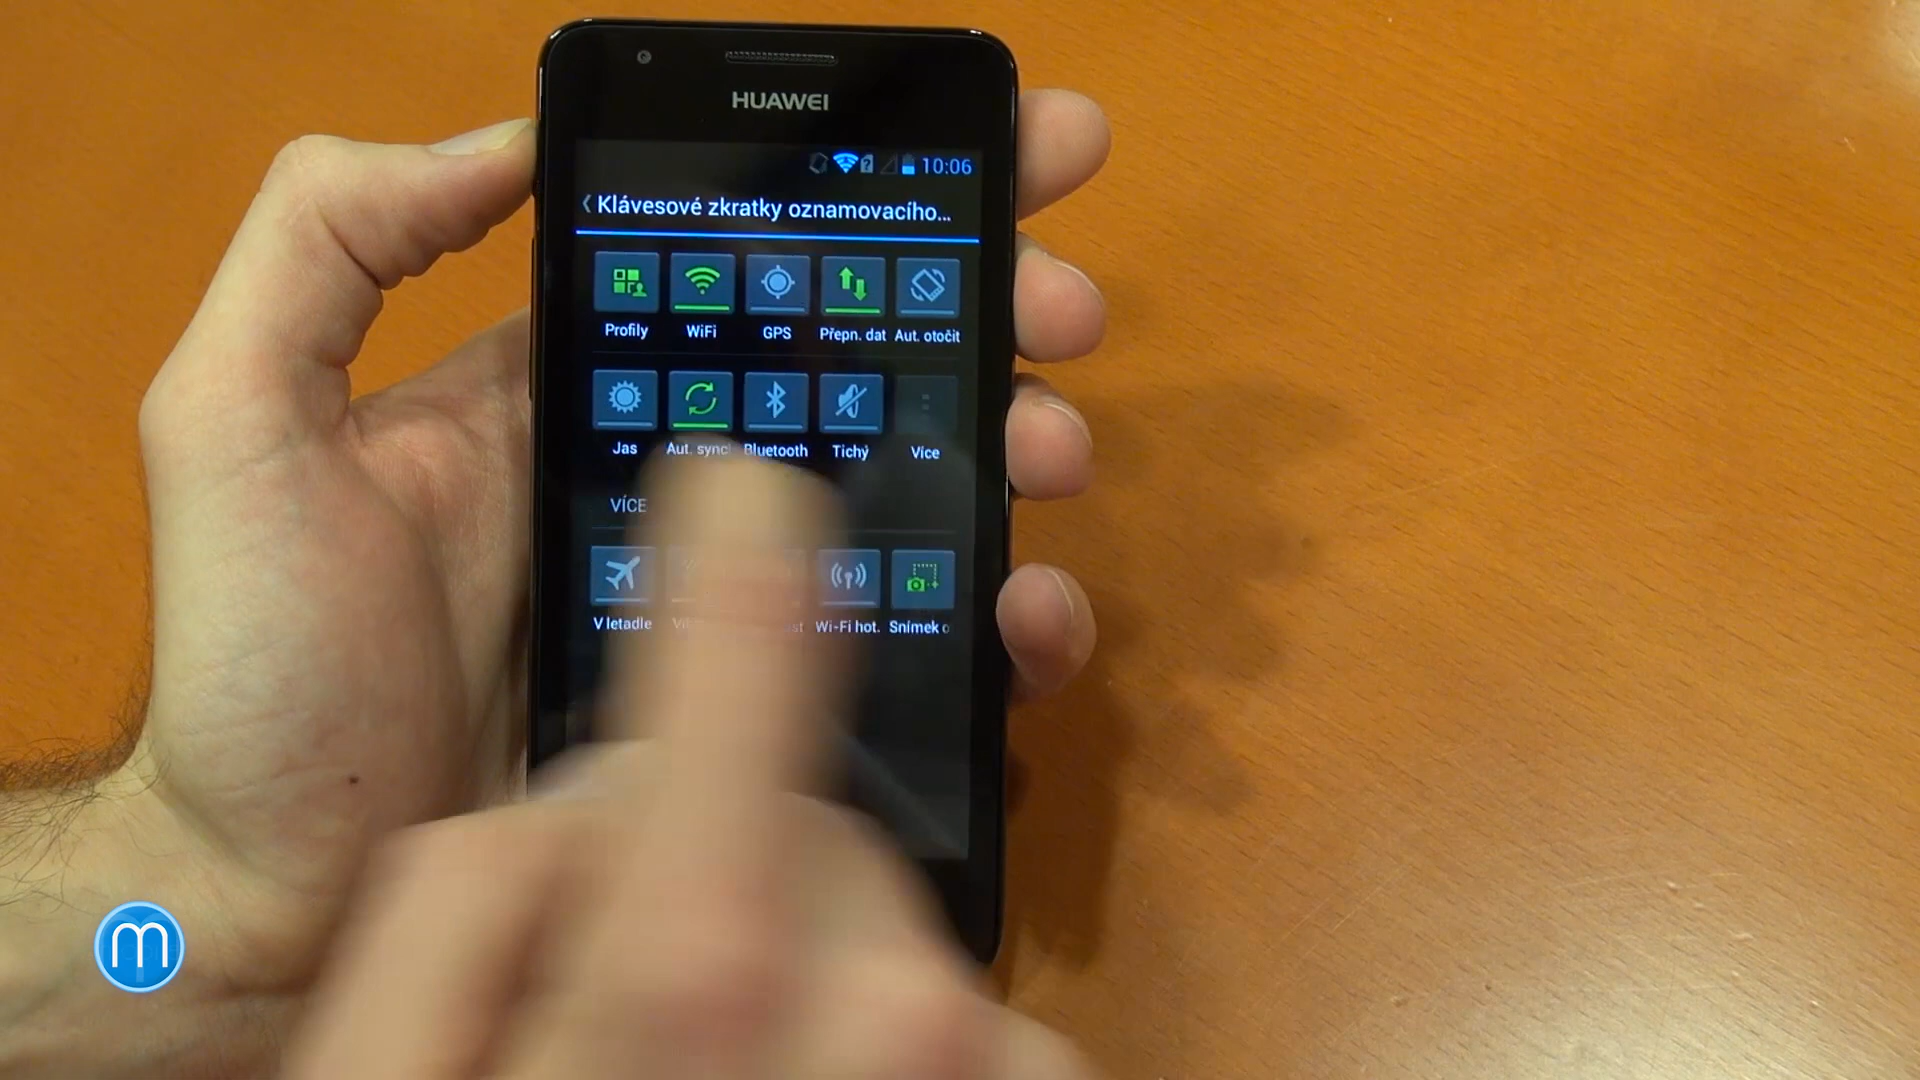 HUAWEI
10:06
Klávesové zkratky oznamovacího...
Profily WiFi GPS Přepn. dat Aut. otočit
Jas Aut. sync Bluetooth Tichý Více
VÍCE
V letadle Wi-Fi hot. Snímek o
m